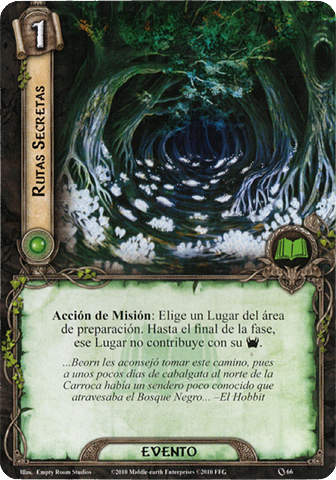 1
RUTAS SECRETAS
Acción de Misión: Elige un Lugar del área
de preparación. Hasta el final de la fase,
ese Lugar no contribuye con su .
...Beorn les aconsejó tomar este camino, pues
a unos pocos días de cabalgata al norte de la
Carroca había un sendero poco conocido que
atravesaba el Bosque Negro... –El Hobbit
EVENTO
Illus. Empty Room Studios ©2010 Middle-earth Enterprises ©2010 FFG 66